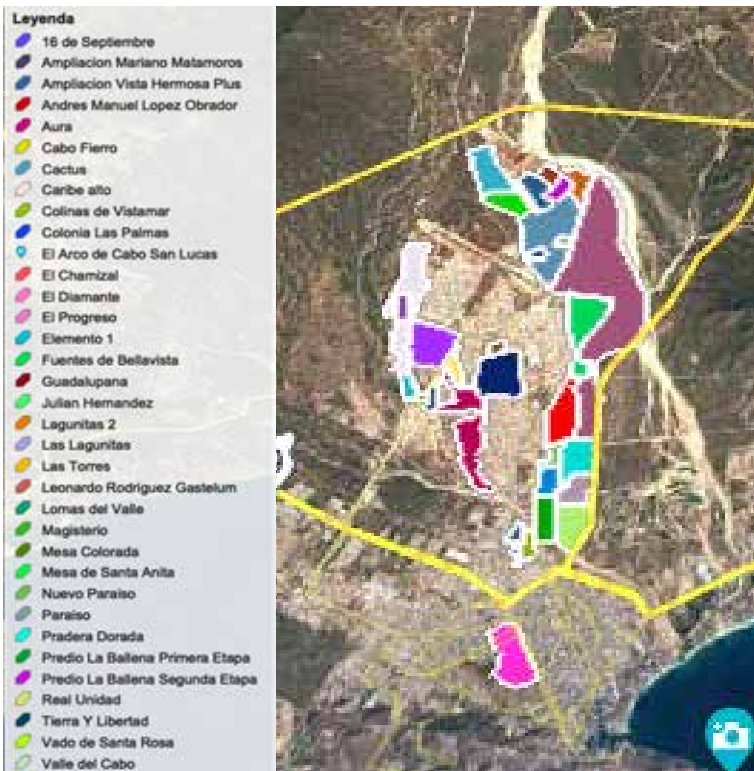 Leyenda
16 de Septiembre
Ampliacion Mariano Matamoros
Ampliacion Vista Hermosa Plus
Andres Manuel Lopez Obrador
Aura
Cabo Fierro
Cactus
Caribe alto
Colinas de Vistamar
Colonia Las Palmas
El Arco de Cabo San Lucas
El Chamizal
El Diamante
El Progreso
Elemento 1
Fuentes de Bellavista
Guadalupana
Julian Hernandez
Lagunitas 2
Las Lagunitas
Las Torres
Leonardo Rodriguez Gastelum
Lomas del Valle
Magisterio
Mesa Colorada
Mesa de Santa Anita
Nuevo Paraiso
Paraiso
Pradera Dorada
Predio La Ballena Primera Etapa
Predio La Ballena Segunda Etapa
Real Unidad
Tierra Y Libertad
Vado de Santa Rosa
Valle del Cabo